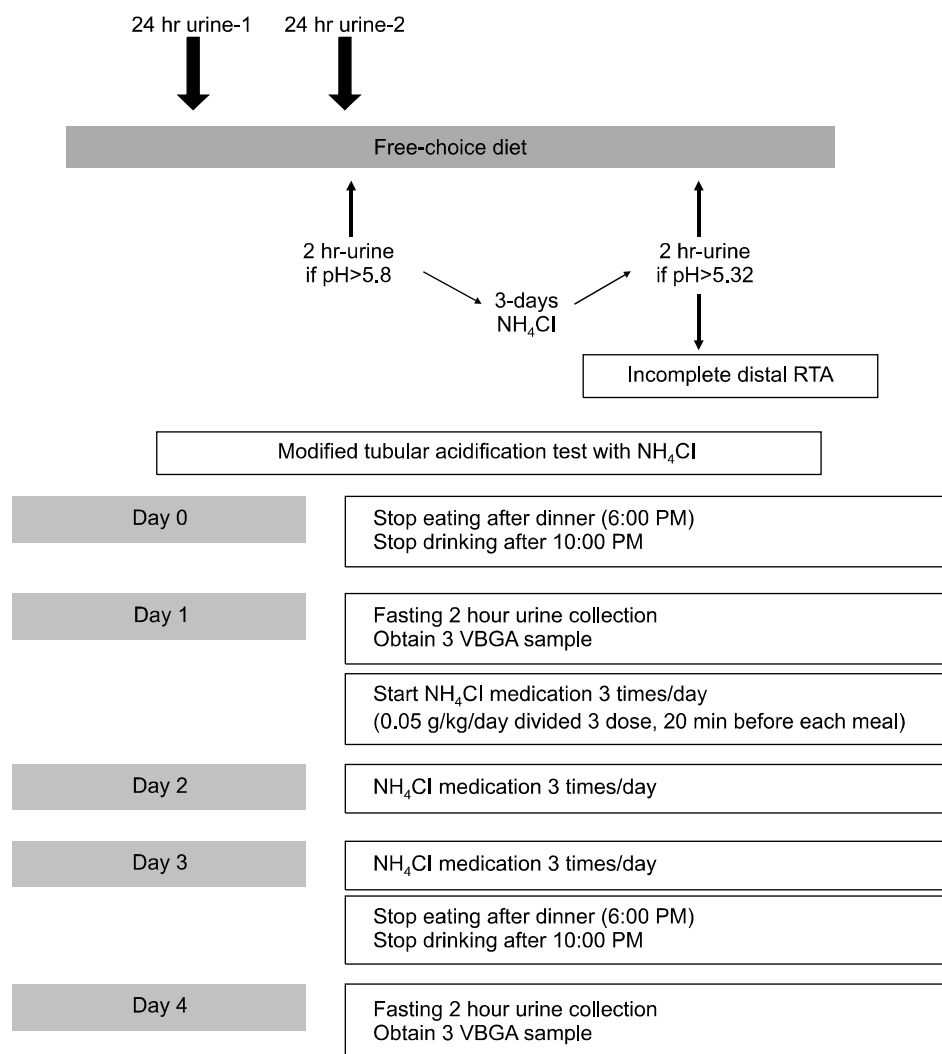 24 hr urine-1 24 hr urine-2
Free-choice diet
2 hr-urine
if pH>5.8
2 hr-urine
if pH>5.32
3-days
NH₄Cl
Incomplete distal RTA
Modified tubular acidification test with NH₄Cl
Day 0
Stop eating after dinner (6:00 PM)
Stop drinking after 10:00 PM
Day 1
Fasting 2 hour urine collection
Obtain 3 VBGA sample
Start NH₄Cl medication 3 times/day
(0.05 g/kg/day divided 3 dose, 20 min before each meal)
Day 2
NH₄Cl medication 3 times/day
Day 3
NH₄Cl medication 3 times/day
Stop eating after dinner (6:00 PM)
Stop drinking after 10:00 PM
Day 4
Fasting 2 hour urine collection
Obtain 3 VBGA sample